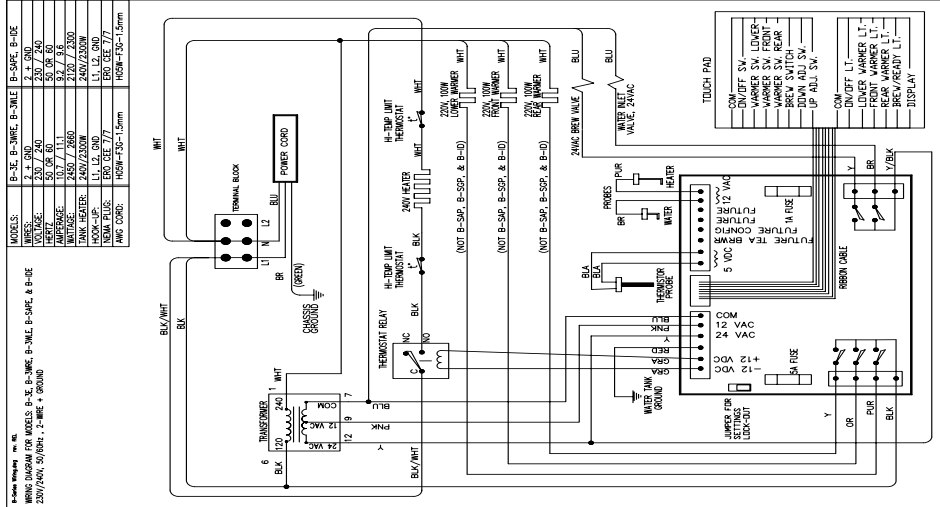 B-Series Wiring.dwg rev. R01
WIRING DIAGRAM FOR MODELS: B-3E, B-3WRE, B-3WLE, B-SAPE, & B-IDE
230V/240V, 50/60Hz , 2-WIRE + GROUND
MODELS: B-3E, B-3WRE, B-3WLE B-SAPE, B-IDE
WIRES: 2 + GND 2 + GND
VOLTAGE: 230 / 240 230 / 240
HERTZ 50 OR 60 50 OR 60
AMPERAGE: 10.7 / 11.1 9.2 / 9.6
WATTAGE: 2450 / 2660 2120 / 2300
TANK HEATER: 240V/2300W 240V/2300W
HOOK-UP: L1, L2, GND L1, L2, GND
NEMA PLUG: ERO CEE 7/7 ERO CEE 7/7
AWG CORD: H05W-F3G-1.5mm H05W-F3G-1.5mm
WHT
WHT
TERMINAL BLOCK
L1
N
L2
POWER CORD
BLU
BR
(GREEN)
CHASSIS
GROUND
BLK/WHT
BLK
TRANSFORMER
1
WHT
240
120
6
BLK
COM
12 VAC
24 VAC
7
9
12
BLU
PNK
Y
BLK/WHT
THERMOSTAT RELAY
NC
NO
C
BLK
HI-TEMP LIMIT
THERMOSTAT
t°
BLK
240V HEATER
WHT
HI-TEMP LIMIT
THERMOSTAT
t°
WHT
220V, 100W
LOWER WARMER
WHT
220V, 100W
FRONT WARMER
WHT
220V, 100W
REAR WARMER
WHT
(NOT B-SAP, B-SGP, & B-ID)
(NOT B-SAP, B-SGP, & B-ID)
(NOT B-SAP, B-SGP, & B-ID)
24VAC BREW VALVE
BLU
WATER INLET
VALVE, 24VAC
BLU
PROBES
PUR
HEATER
BR
WATER
BLA
BLA
THERMISTOR
PROBE
12 VAC
FUTURE
FUTURE
FUTURE CONFIG
FUTURE TEA BRWR
5 VDC
1A FUSE
RIBBON CABLE
BLU
PNK
Y
RED
GRA
GRA
COM
12 VAC
24 VAC
+12 VDC
-12 VDC
WATER TANK
GROUND
JUMPER FOR
SETTINGS
LOCK-OUT
5A FUSE
Y
OR
PUR
BLK
Y
BR
Y/BLK
TOUCH PAD
COM
ON/OFF SW.
WARMER SW. LOWER
WARMER SW. FRONT
WARMER SW. REAR
BREW SWITCH
DOWN ADJ SW.
UP ADJ. SW.
COM
ON/OFF LT.
LOWER WARMER LT.
FRONT WARMER LT.
REAR WARMER LT.
BREW/READY LT.
DISPLAY